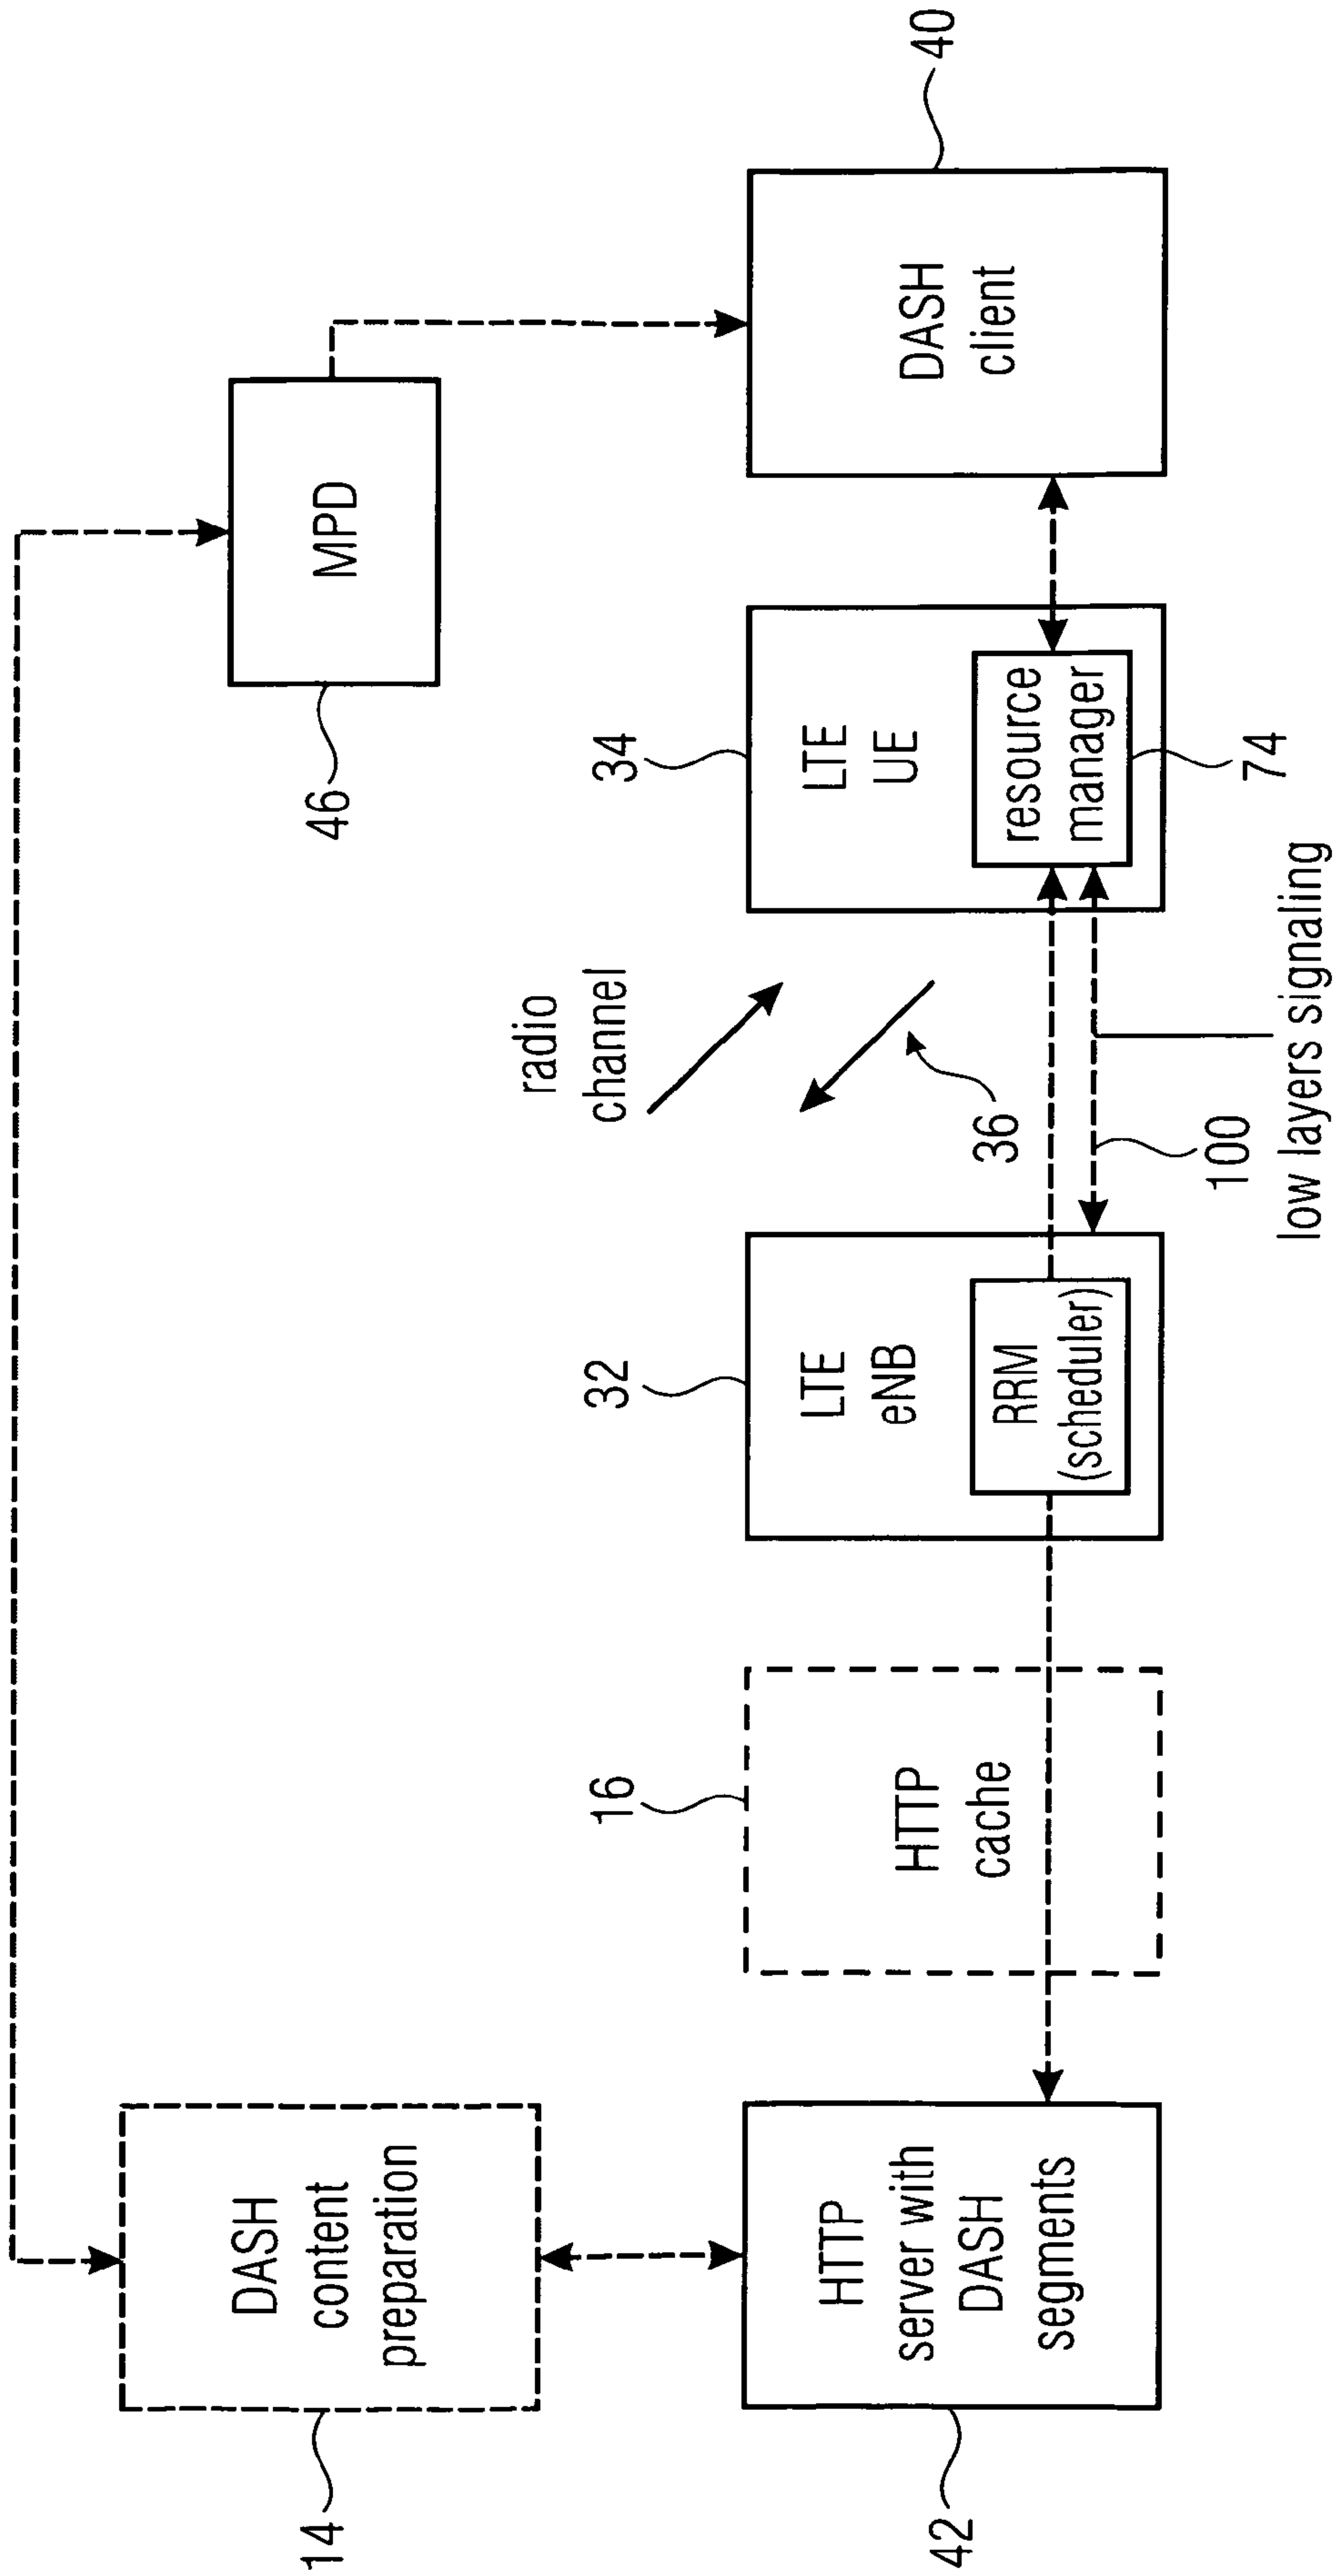 14
DASH
content
preparation
46
MPD
42
HTTP
server with
DASH
segments
16
HTTP
cache
32
LTE
eNB
RRM
(scheduler)
radio
channel
36
100
low layers signaling
34
LTE
UE
resource
manager
74
DASH
client
40